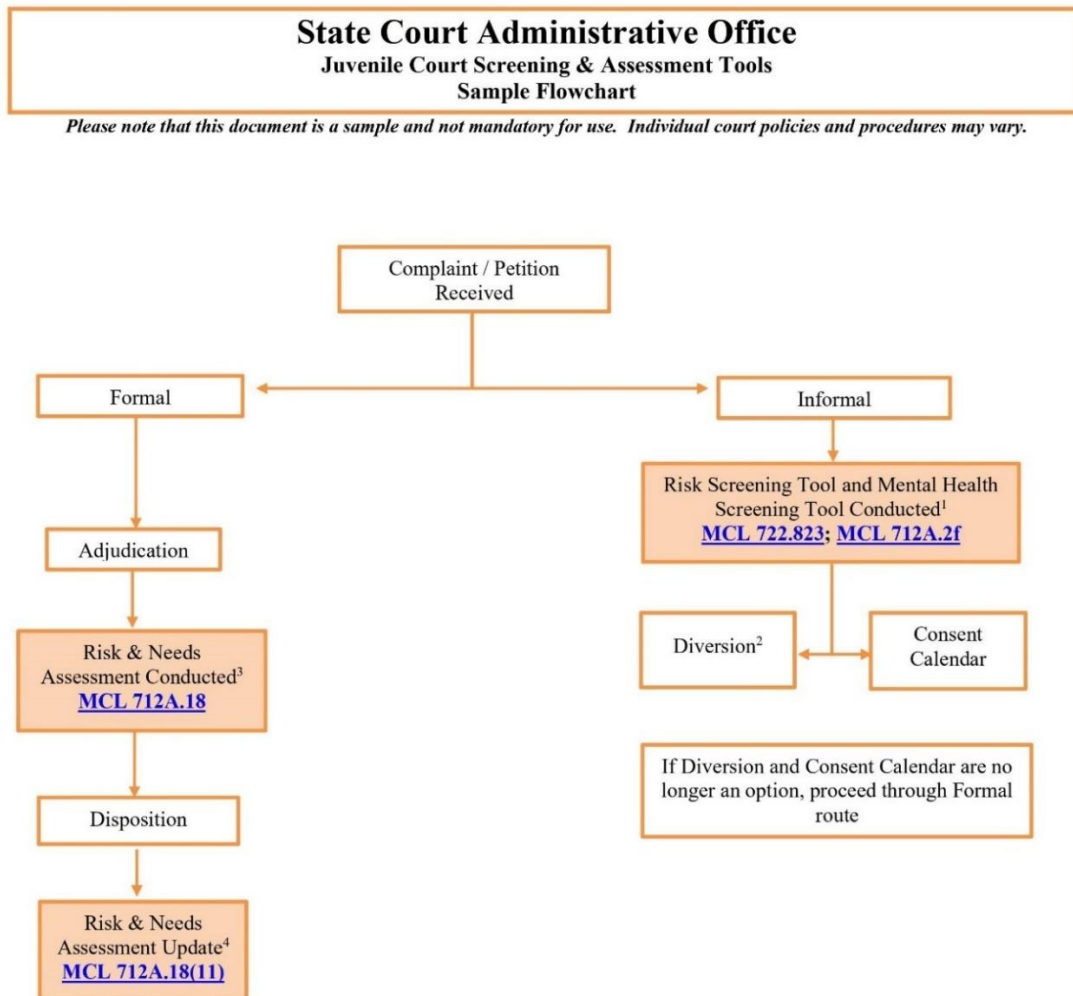 State Court Administrative Office
Juvenile Court Screening & Assessment Tools
Sample Flowchart
Please note that this document is a sample and not mandatory for use. Individual court policies and procedures may vary.
Complaint / Petition
Received
Formal
Informal
Risk Screening Tool and Mental Health
Screening Tool Conducted¹
MCL 722.823; MCL 712A.2f
Adjudication
Diversion²
Consent
Calendar
Risk & Needs
Assessment Conducted³
MCL 712A.18
If Diversion and Consent Calendar are no
longer an option, proceed through Formal
route
Disposition
Risk & Needs
Assessment Update⁴
MCL 712A.18(11)